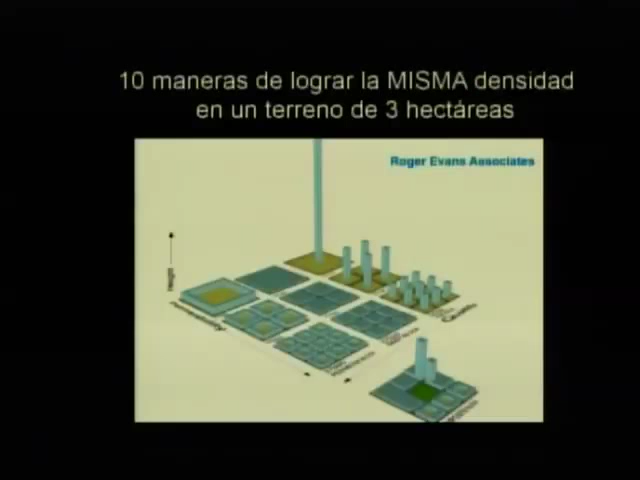 10 maneras de lograr la MISMA densidad
en un terreno de 3 hectáreas
Roger Evans Associates